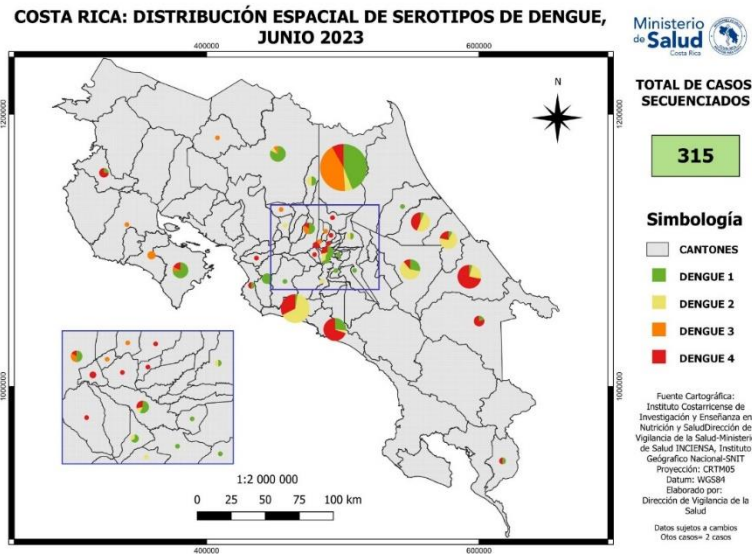 COSTA RICA: DISTRIBUCIÓN ESPACIAL DE SEROTIPOS DE DENGUE,
JUNIO 2023
Ministerio
de Salud
Costa Rica
TOTAL DE CASOS
SECUENCIADOS
315
Simbología
CANTONES
DENGUE 1
DENGUE 2
DENGUE 3
DENGUE 4
Fuente Cartográfica:
Instituto Costarricense de
Investigación y Enseñanza en
Nutrición y SaludDirección de
Vigilancia de la Salud-Ministerio
de Salud INCIENSA, Instituto
Geógrafico Nacional-SNIT
Proyección: CRTM05
Datum: WGS84
Elaborado por:
Dirección de Vigilancia de la
Salud
Datos sujetos a cambios
Otos casos= 2 casos
400000
600000
N
1200000
1200000
1000000
1000000
1:2 000 000
0 25 50 75 100 km
400000
600000